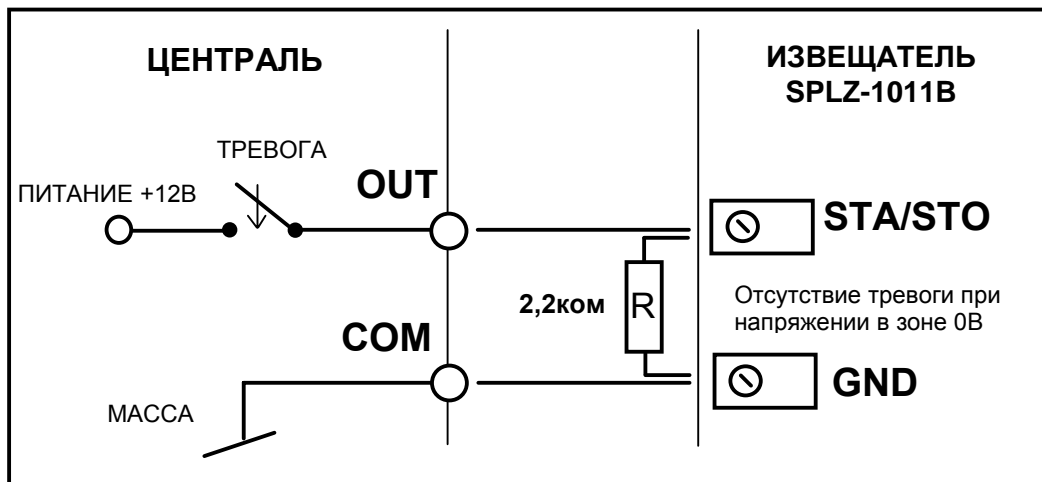 ЦЕНТРАЛЬ
ИЗВЕЩАТЕЛЬ
SPLZ-1011B
ТРЕВОГА
ПИТАНИЕ +12В
OUT
STA/STO
2,2ком
R
Отсутствие тревоги при
напряжении в зоне 0В
COM
GND
МАССА